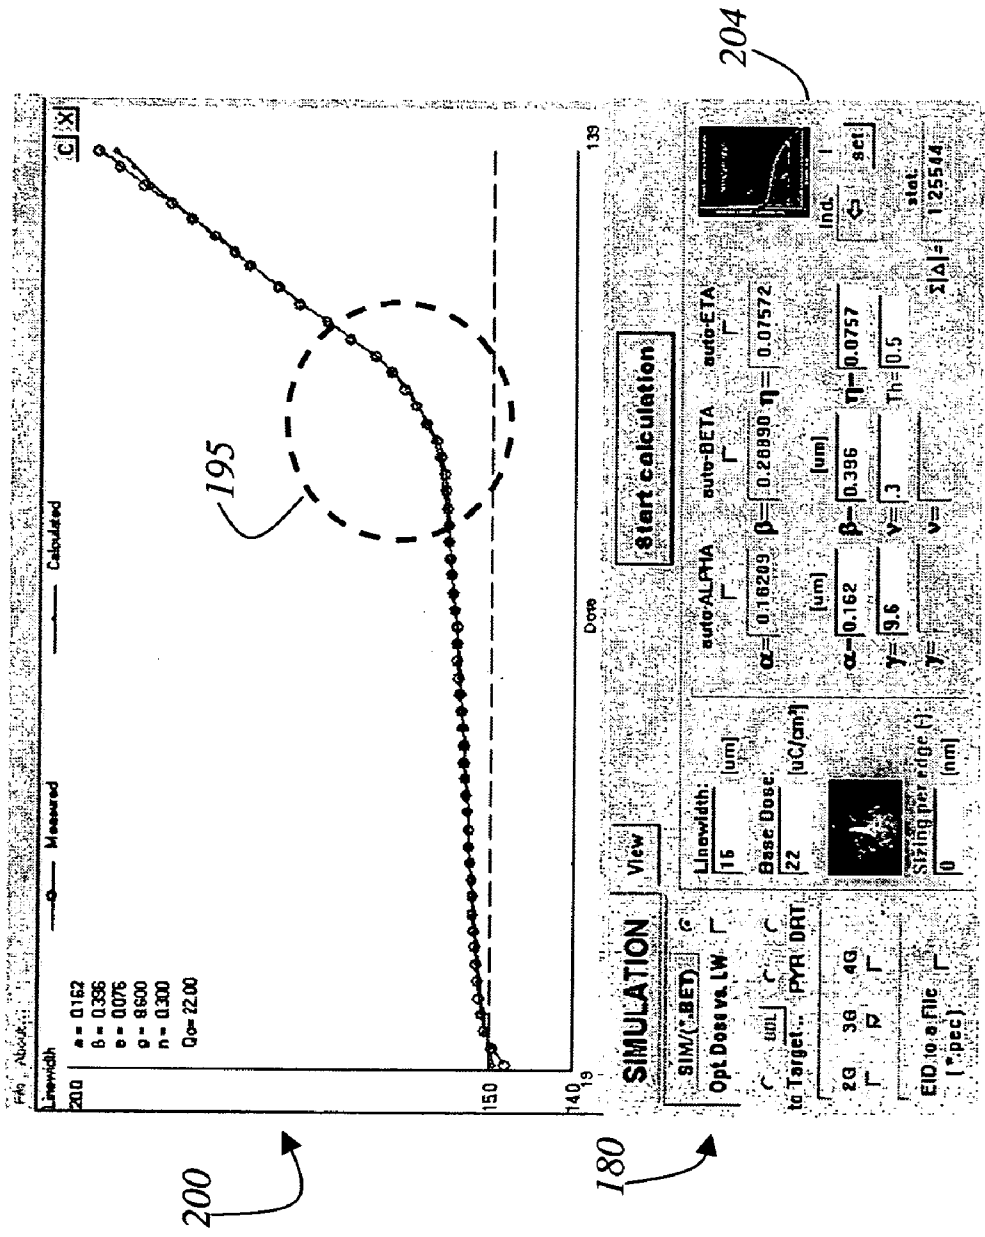 File About...
Linewidth
Measured
Calculated
C X
20.0
a = 0.162
β = 0.396
e = 0.076
g = 9.600
n = 0.300
Qo= 22.00
15.0
14.0
19
Dose
139
195
200
180
204
SIMULATION
View
Start calculation
SIM/(*.BET)
Opt Dose vs. LW
to Target... PYR DRT
2G 3G 4G
EID to a File
(*.pec)
Linewidth:
16 [um]
Base Dose:
22 [uC/cm²]
Sizing per edge (-):
0 [nm]
auto-ALPHA auto-BETA auto-ETA
α= 0.16209 β= 0.28890 η= 0.07572
[um] [um]
α= 0.162 β= 0.396 η= 0.0757
γ= 9.6 ν= .3 Th= 0.5
γ= ν=
Ind.
set
stat.
Σ|Δ|= 1.25544